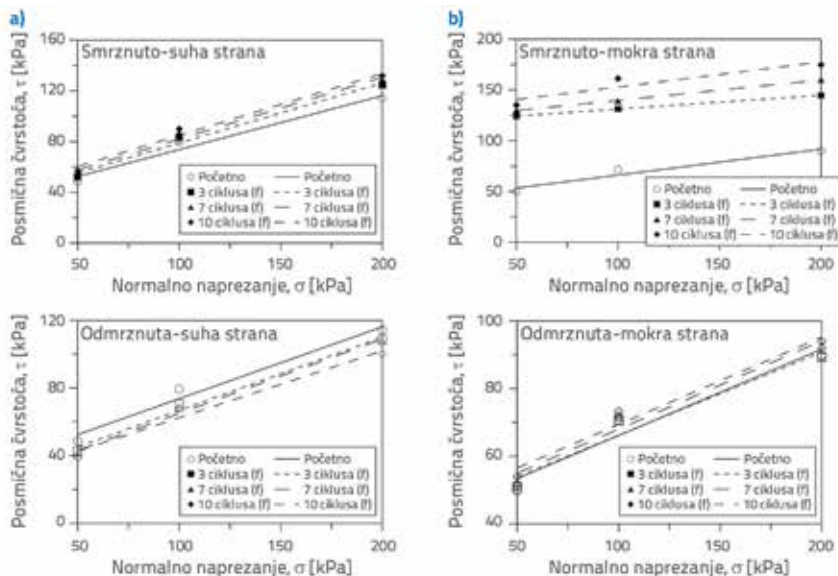 a)
Smrznuto-suha strana
Posmična čvrstoća, τ [kPa]
160
120
80
40
0
50
100
150
200
Normalno naprezanje, σ [kPa]
Početno
Početno
3 ciklusa (f)
3 ciklusa (f)
7 ciklusa (f)
7 ciklusa (f)
10 ciklusa (f)
10 ciklusa (f)
b)
Smrznuto-mokra strana
Posmična čvrstoća, τ [kPa]
200
150
100
50
0
50
100
150
200
Normalno naprezanje, σ [kPa]
Početno
Početno
3 ciklusa (f)
3 ciklusa (f)
7 ciklusa (f)
7 ciklusa (f)
10 ciklusa (f)
10 ciklusa (f)
Odmrznuta-suha strana
Posmična čvrstoća, τ [kPa]
120
80
40
0
50
100
150
200
Normalno naprezanje, σ [kPa]
Početno
Početno
3 ciklusa (f)
3 ciklusa (f)
7 ciklusa (f)
7 ciklusa (f)
10 ciklusa (f)
10 ciklusa (f)
Odmrznuta-mokra strana
Posmična čvrstoća, τ [kPa]
100
80
60
40
50
100
150
200
Normalno naprezanje, σ [kPa]
Početno
Početno
3 ciklusa (f)
3 ciklusa (f)
7 ciklusa (f)
7 ciklusa (f)
10 ciklusa (f)
10 ciklusa (f)